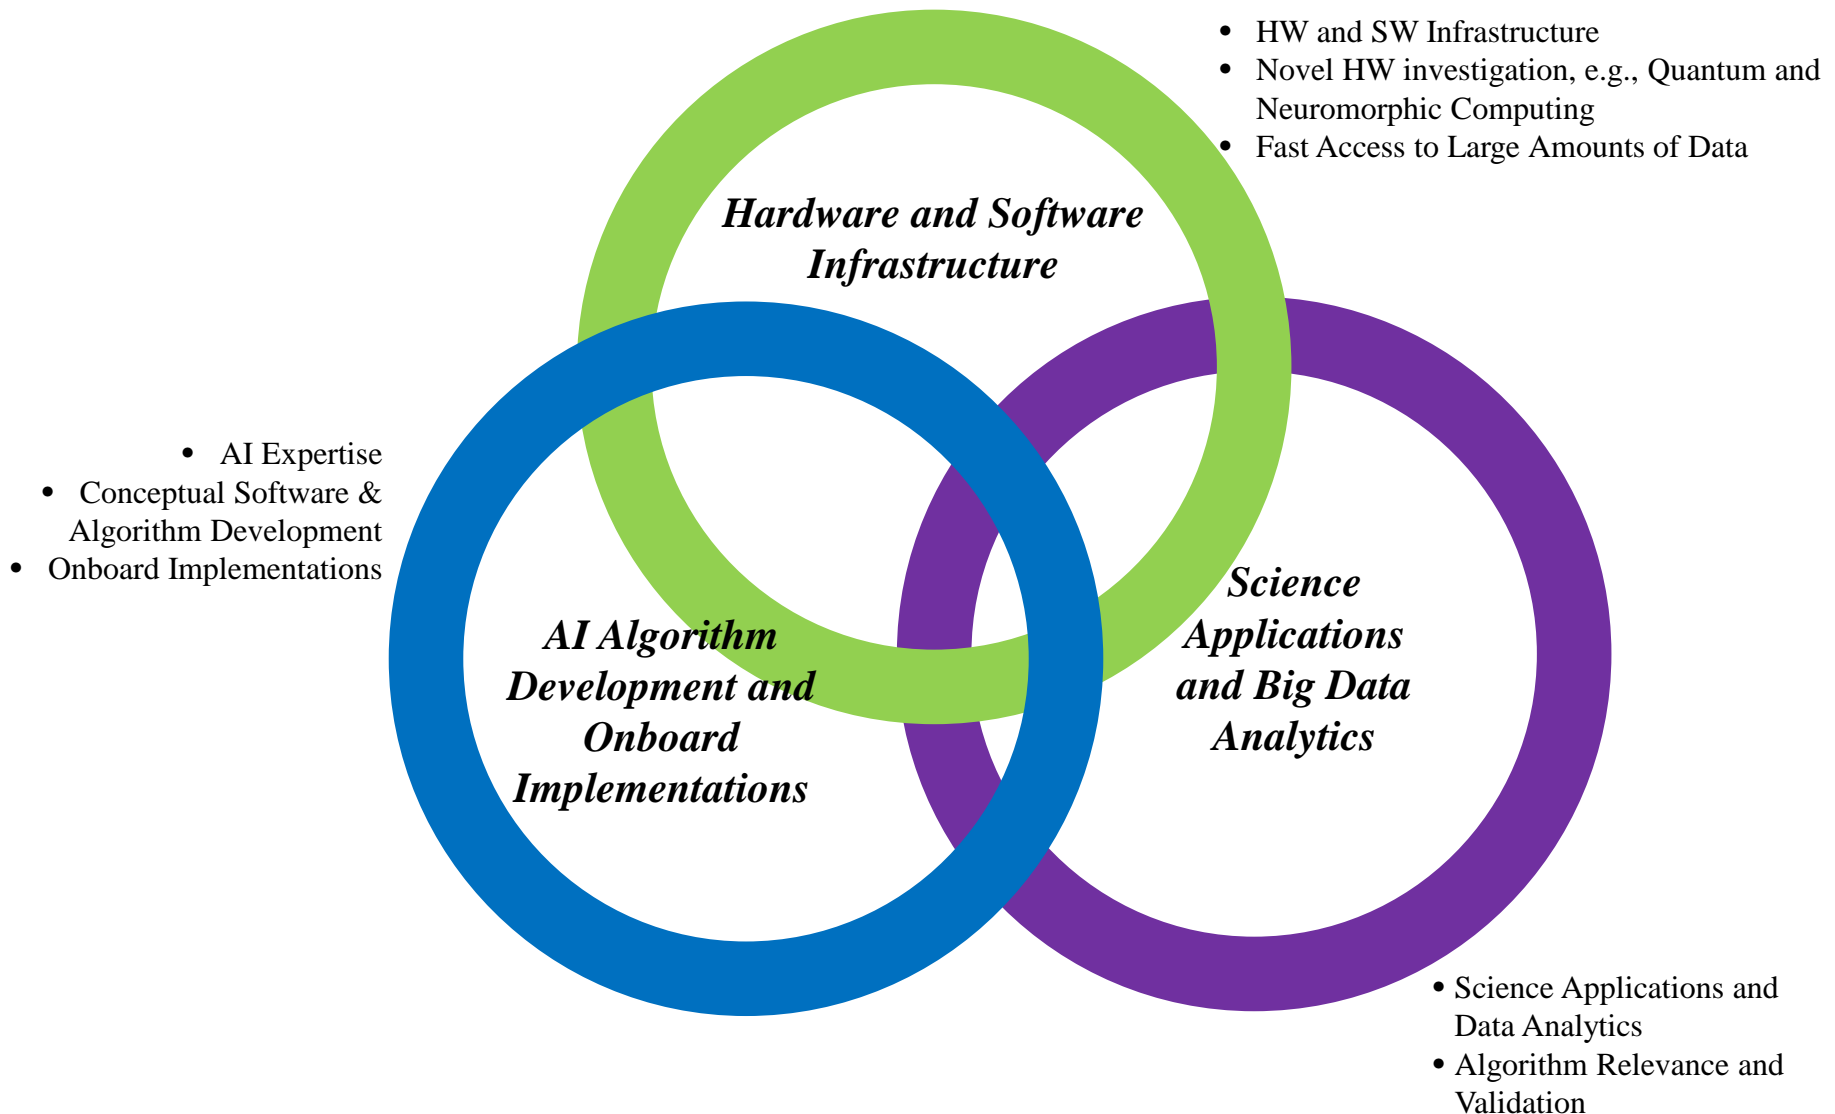 • HW and SW Infrastructure
• Novel HW investigation, e.g., Quantum and
Neuromorphic Computing
• Fast Access to Large Amounts of Data
Hardware and Software
Infrastructure
• AI Expertise
• Conceptual Software &
Algorithm Development
• Onboard Implementations
AI Algorithm
Development and
Onboard
Implementations
Science
Applications
and Big Data
Analytics
• Science Applications and
Data Analytics
• Algorithm Relevance and
Validation